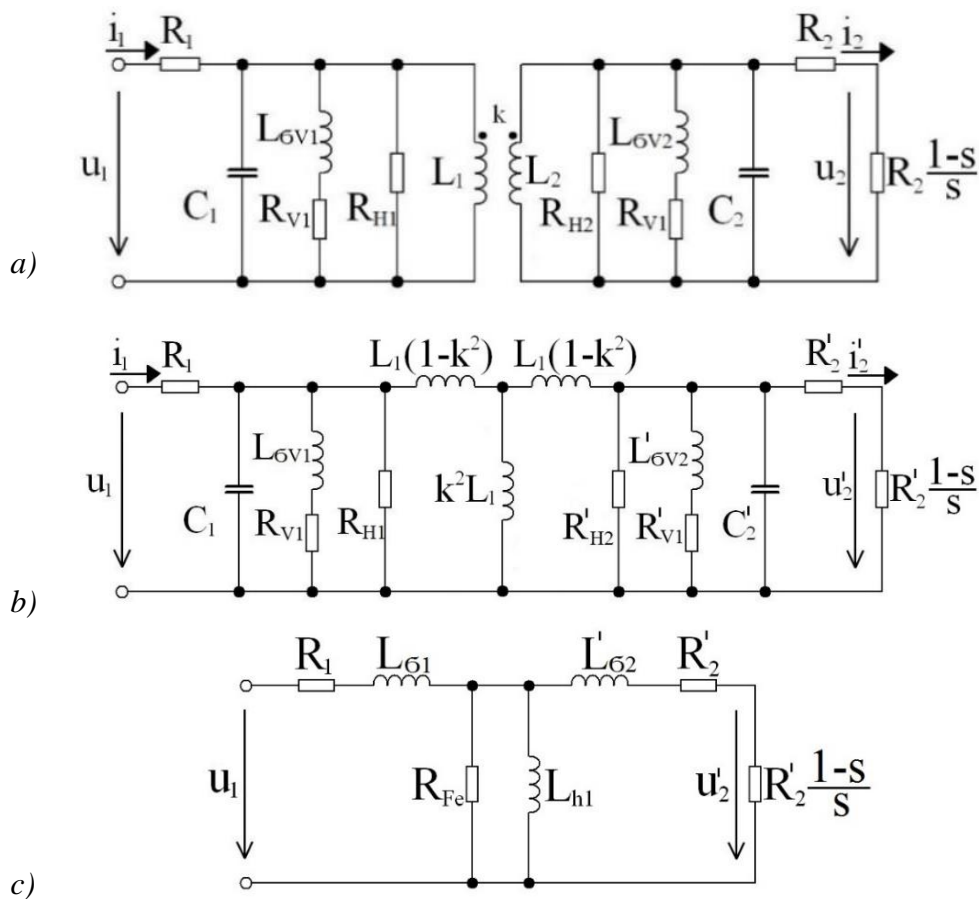 i₁ R₁ R₂ i₂
k
LσV1 LσV2
u₁ C₁ RV1 RH1 L₁ L₂ RH2 RV1 C₂ u₂ R₂ 1-s/s
a)
i₁ R₁ L₁(1-k²) L₁(1-k²) R'₂ i'₂
LσV1 L'σV2
u₁ C₁ RV1 RH1 k²L₁ R'H2 R'V1 C'₂ u'₂ R'₂ 1-s/s
b)
R₁ Lσ1 L'σ2 R'₂
u₁ RFe Lh1 u'₂ R'₂ 1-s/s
c)